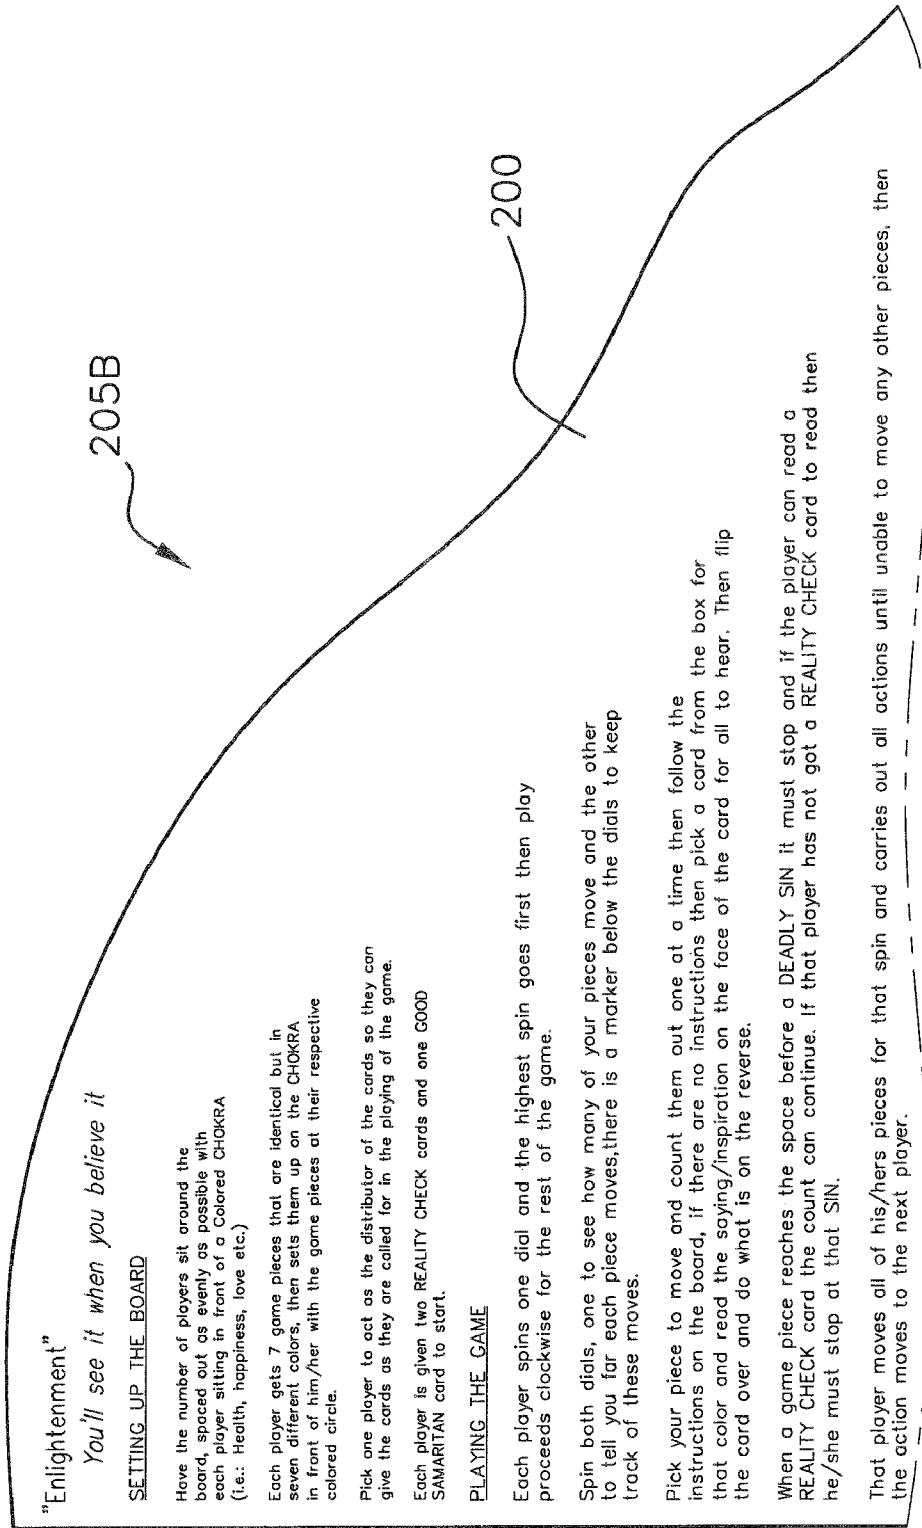 "Enlightenment"
You'll see it when you believe it
SETTING UP THE BOARD
Have the number of players sit around the
board, spaced out as evenly as possible with
each player sitting in front of a Colored CHOKRA
(i.e.: Health, happiness, love etc,)
Each player gets 7 game pieces that are identical but in
seven different colors, then sets them up on the CHOKRA
in front of him/her with the game pieces at their respective
colored circle.
Pick one player to act as the distributor of the cards so they can
give the cards as they are called for in the playing of the game.
Each player is given two REALITY CHECK cards and one GOOD
SAMARITAN card to start.
PLAYING THE GAME
Each player spins one dial and the highest spin goes first then play
proceeds clockwise for the rest of the game.
Spin both dials, one to see how many of your pieces move and the other
to tell you far each piece moves,there is a marker below the dials to keep
track of these moves.
Pick your piece to move and count them out one at a time then follow the
instructions on the board, if there are no instructions then pick a card from the box for
that color and read the saying/inspiration on the face of the card for all to hear. Then flip
the card over and do what is on the reverse.
When a game piece reaches the space before a DEADLY SIN it must stop and if the player can read a
REALITY CHECK card the count can continue. If that player has not got a REALITY CHECK card to read then
he/she must stop at that SIN.
That player moves all of his/hers pieces for that spin and carries out all actions until unable to move any other pieces, then
the action moves to the next player.
205B
200